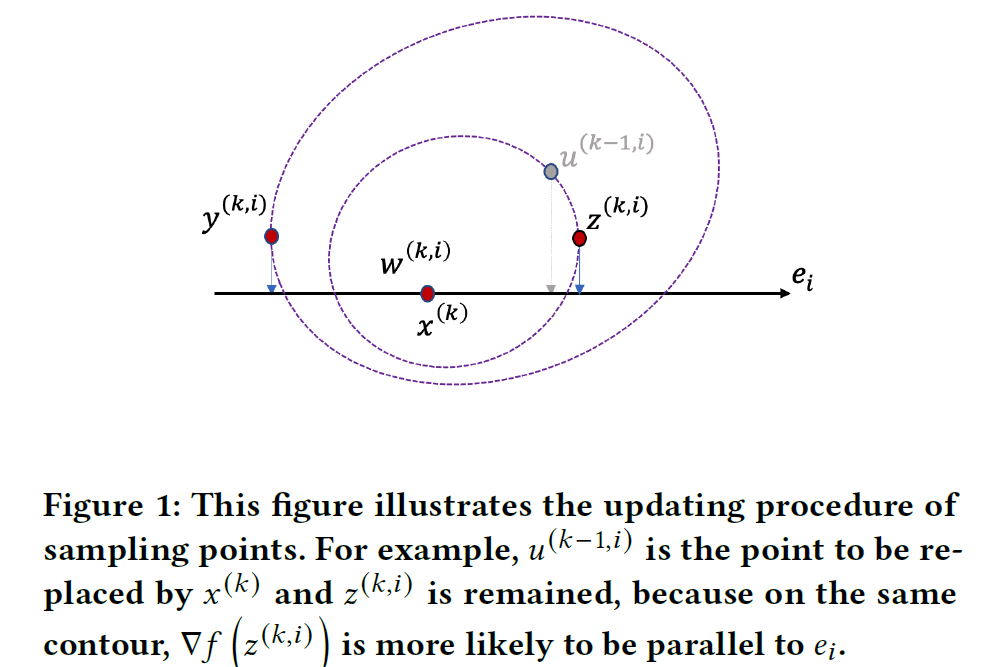 u^(k−1,i)
y^(k,i)
z^(k,i)
w^(k,i)
e_i
x^(k)
Figure 1: This figure illustrates the updating procedure of
sampling points. For example, u^(k−1,i) is the point to be re-
placed by x^(k) and z^(k,i) is remained, because on the same
contour, ∇f (z^(k,i)) is more likely to be parallel to e_i.